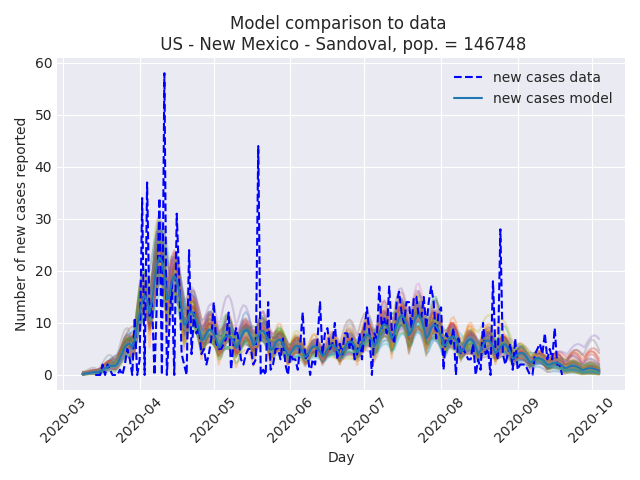 Model comparison to data
US - New Mexico - Sandoval, pop. = 146748
new cases data
new cases model
Number of new cases reported
60
50
40
30
20
10
0
2020-03
2020-04
2020-05
2020-06
2020-07
2020-08
2020-09
2020-10
Day